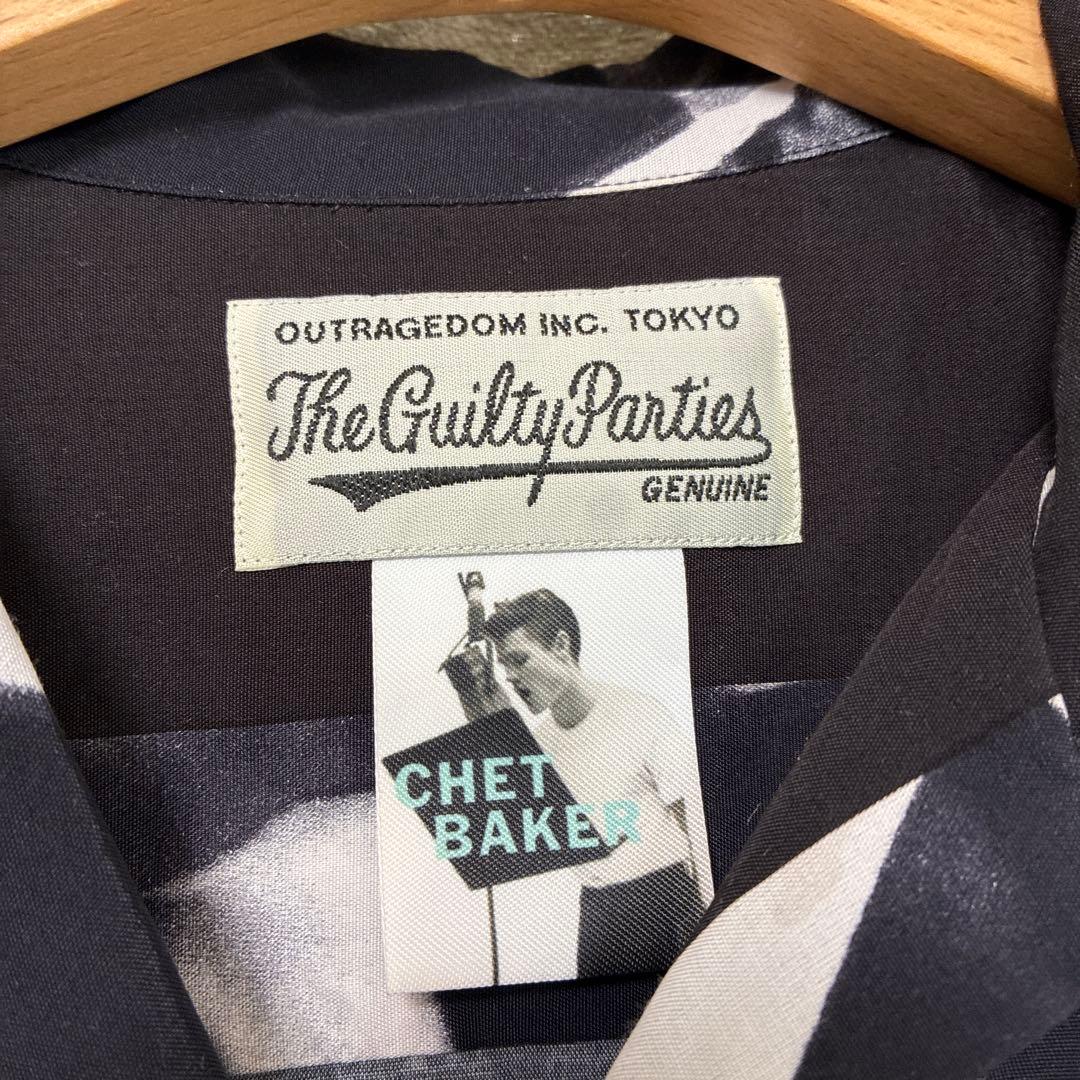 OUTRAGEDOM INC. TOKYO
The Guilty Parties
GENUINE
CHET
BAKER